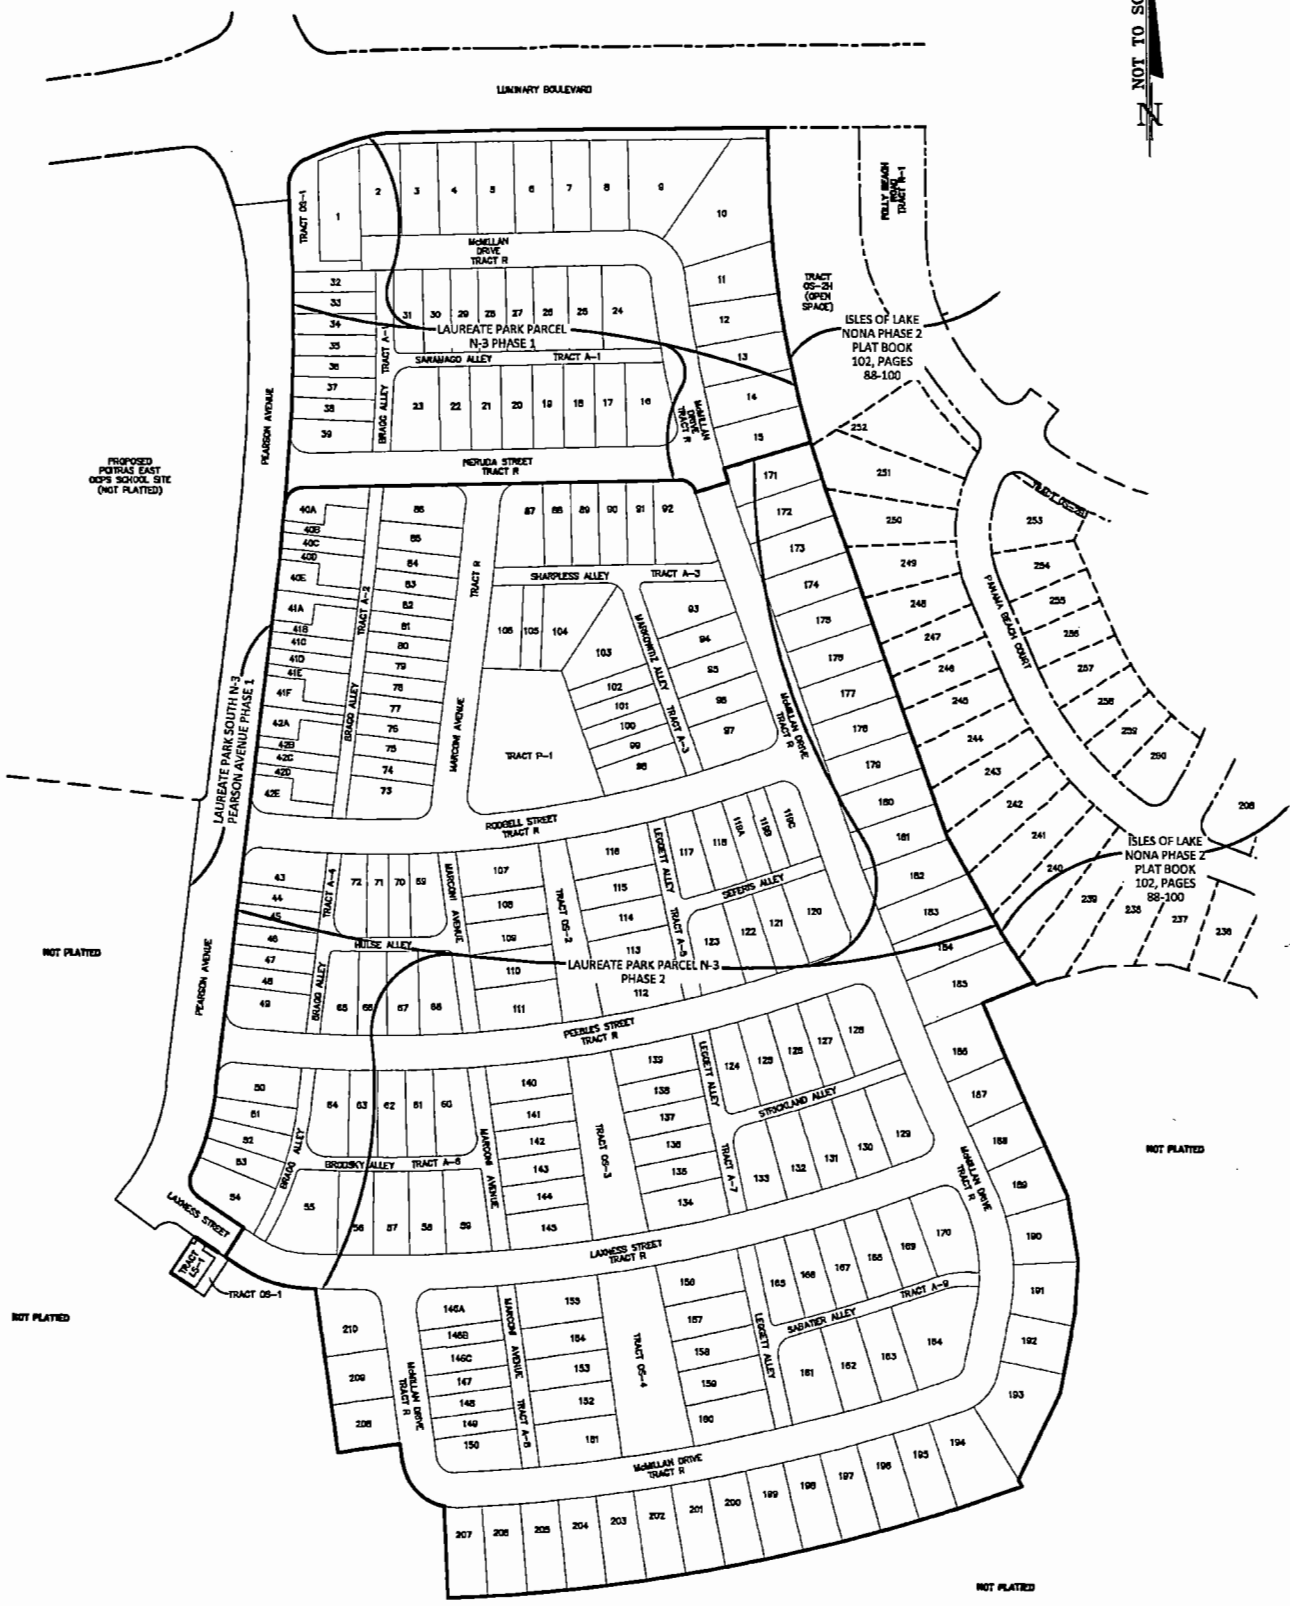 NOT TO SC
N
LUMINARY BOULEVARD
FOLLY BEACH
ROAD
TRACT R-1
TRACT OS-1
1
2
3
4
5
6
7
8
9
10
McMILLAN
DRIVE
TRACT R
11
12
13
14
15
TRACT
OS-2H
(OPEN
SPACE)
ISLES OF LAKE
NONA PHASE 2
PLAT BOOK
102, PAGES
88-100
32
33
34
35
36
37
38
39
BRAGG ALLEY TRACT A-1
31
30
29
28
27
26
25
24
LAUREATE PARK PARCEL
N-3 PHASE 1
SARAMAGO ALLEY TRACT A-1
23
22
21
20
19
18
17
16
McMILLAN
DRIVE
TRACT R
PEARSON AVENUE
NERUDA STREET
TRACT R
PROPOSED
POITRAS EAST
OCPS SCHOOL SITE
(NOT PLATTED)
40A
40B
40C
40D
40E
41A
41B
41C
41D
41E
41F
42A
42B
42C
42D
42E
BRAGG ALLEY TRACT A-2
86
85
84
83
82
81
80
79
78
77
76
75
74
73
MARCONI AVENUE TRACT R
87
88
89
90
91
92
SHARPLESS ALLEY TRACT A-3
106
105
104
103
102
101
100
99
98
MARKOWITZ ALLEY TRACT A-3
93
94
95
96
97
TRACT P-1
McMILLAN DRIVE
TRACT R
171
172
173
174
175
176
177
178
179
180
181
182
183
184
185
252
251
250
249
248
247
246
245
244
243
242
241
240
239
238
237
236
PANAMA BEACH COURT
253
254
255
256
257
258
259
260
208
ISLES OF LAKE
NONA PHASE 2
PLAT BOOK
102, PAGES
88-100
LAUREATE PARK SOUTH N-3
PEARSON AVENUE PHASE 1
RODBELL STREET
TRACT R
43
44
45
46
47
48
49
TRACT A-4
BRAGG ALLEY
72
71
70
69
HULSE ALLEY
65
66
67
68
MARCONI AVENUE
107
108
109
110
111
TRACT OS-2
116
115
114
113
112
LEGGETT ALLEY TRACT A-5
117
118
119A
119B
119C
SEFERIS ALLEY
123
122
121
120
LAUREATE PARK PARCEL N-3
PHASE 2
NOT PLATTED
PEARSON AVENUE
PEEBLES STREET
TRACT R
50
51
52
53
54
BRAGG ALLEY
64
63
62
61
60
BRODSKY ALLEY TRACT A-6
55
56
57
58
59
MARCONI AVENUE
140
141
142
143
144
145
TRACT OS-3
139
138
137
136
135
134
LEGGETT ALLEY TRACT A-7
124
125
126
127
128
STRICKLAND ALLEY
133
132
131
130
129
McMILLAN DRIVE
TRACT R
186
187
188
189
190
191
192
193
NOT PLATTED
LAXNESS STREET
TRACT
LS-1
TRACT OS-1
LAXNESS STREET
TRACT R
NOT PLATTED
210
209
208
McMILLAN DRIVE
TRACT R
146A
146B
146C
147
148
149
150
MARCONI AVENUE TRACT A-8
155
154
153
152
151
TRACT OS-4
156
157
158
159
160
LEGGETT ALLEY
165
166
167
168
169
170
SABATIER ALLEY TRACT A-9
161
162
163
164
McMILLAN DRIVE
TRACT R
207
206
205
204
203
202
201
200
199
198
197
196
195
194
NOT PLATTED